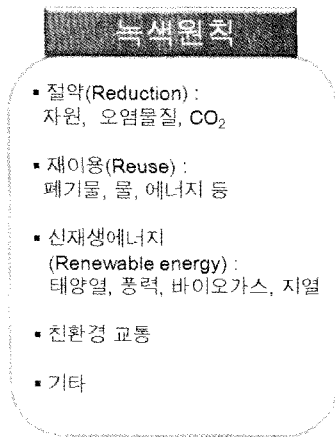 녹색원칙
▪ 절약(Reduction) :
자원, 오염물질, CO₂
▪ 재이용(Reuse) :
폐기물, 물, 에너지 등
▪ 신재생에너지
(Renewable energy) :
태양열, 풍력, 바이오가스, 지열
▪ 친환경 교통
▪ 기타